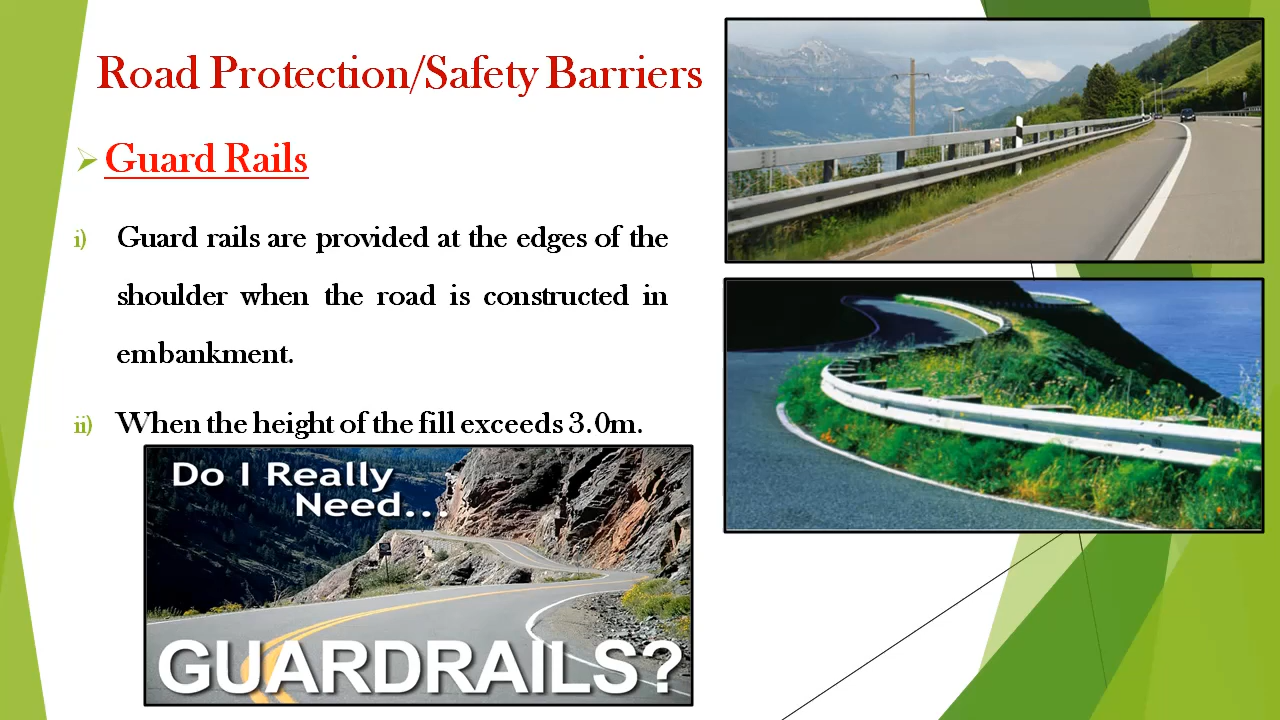 Road Protection/Safety Barriers
Guard Rails
i) Guard rails are provided at the edges of the
shoulder when the road is constructed in
embankment.
ii) When the height of the fill exceeds 3.0m.
Do I Really
Need...
GUARDRAILS?